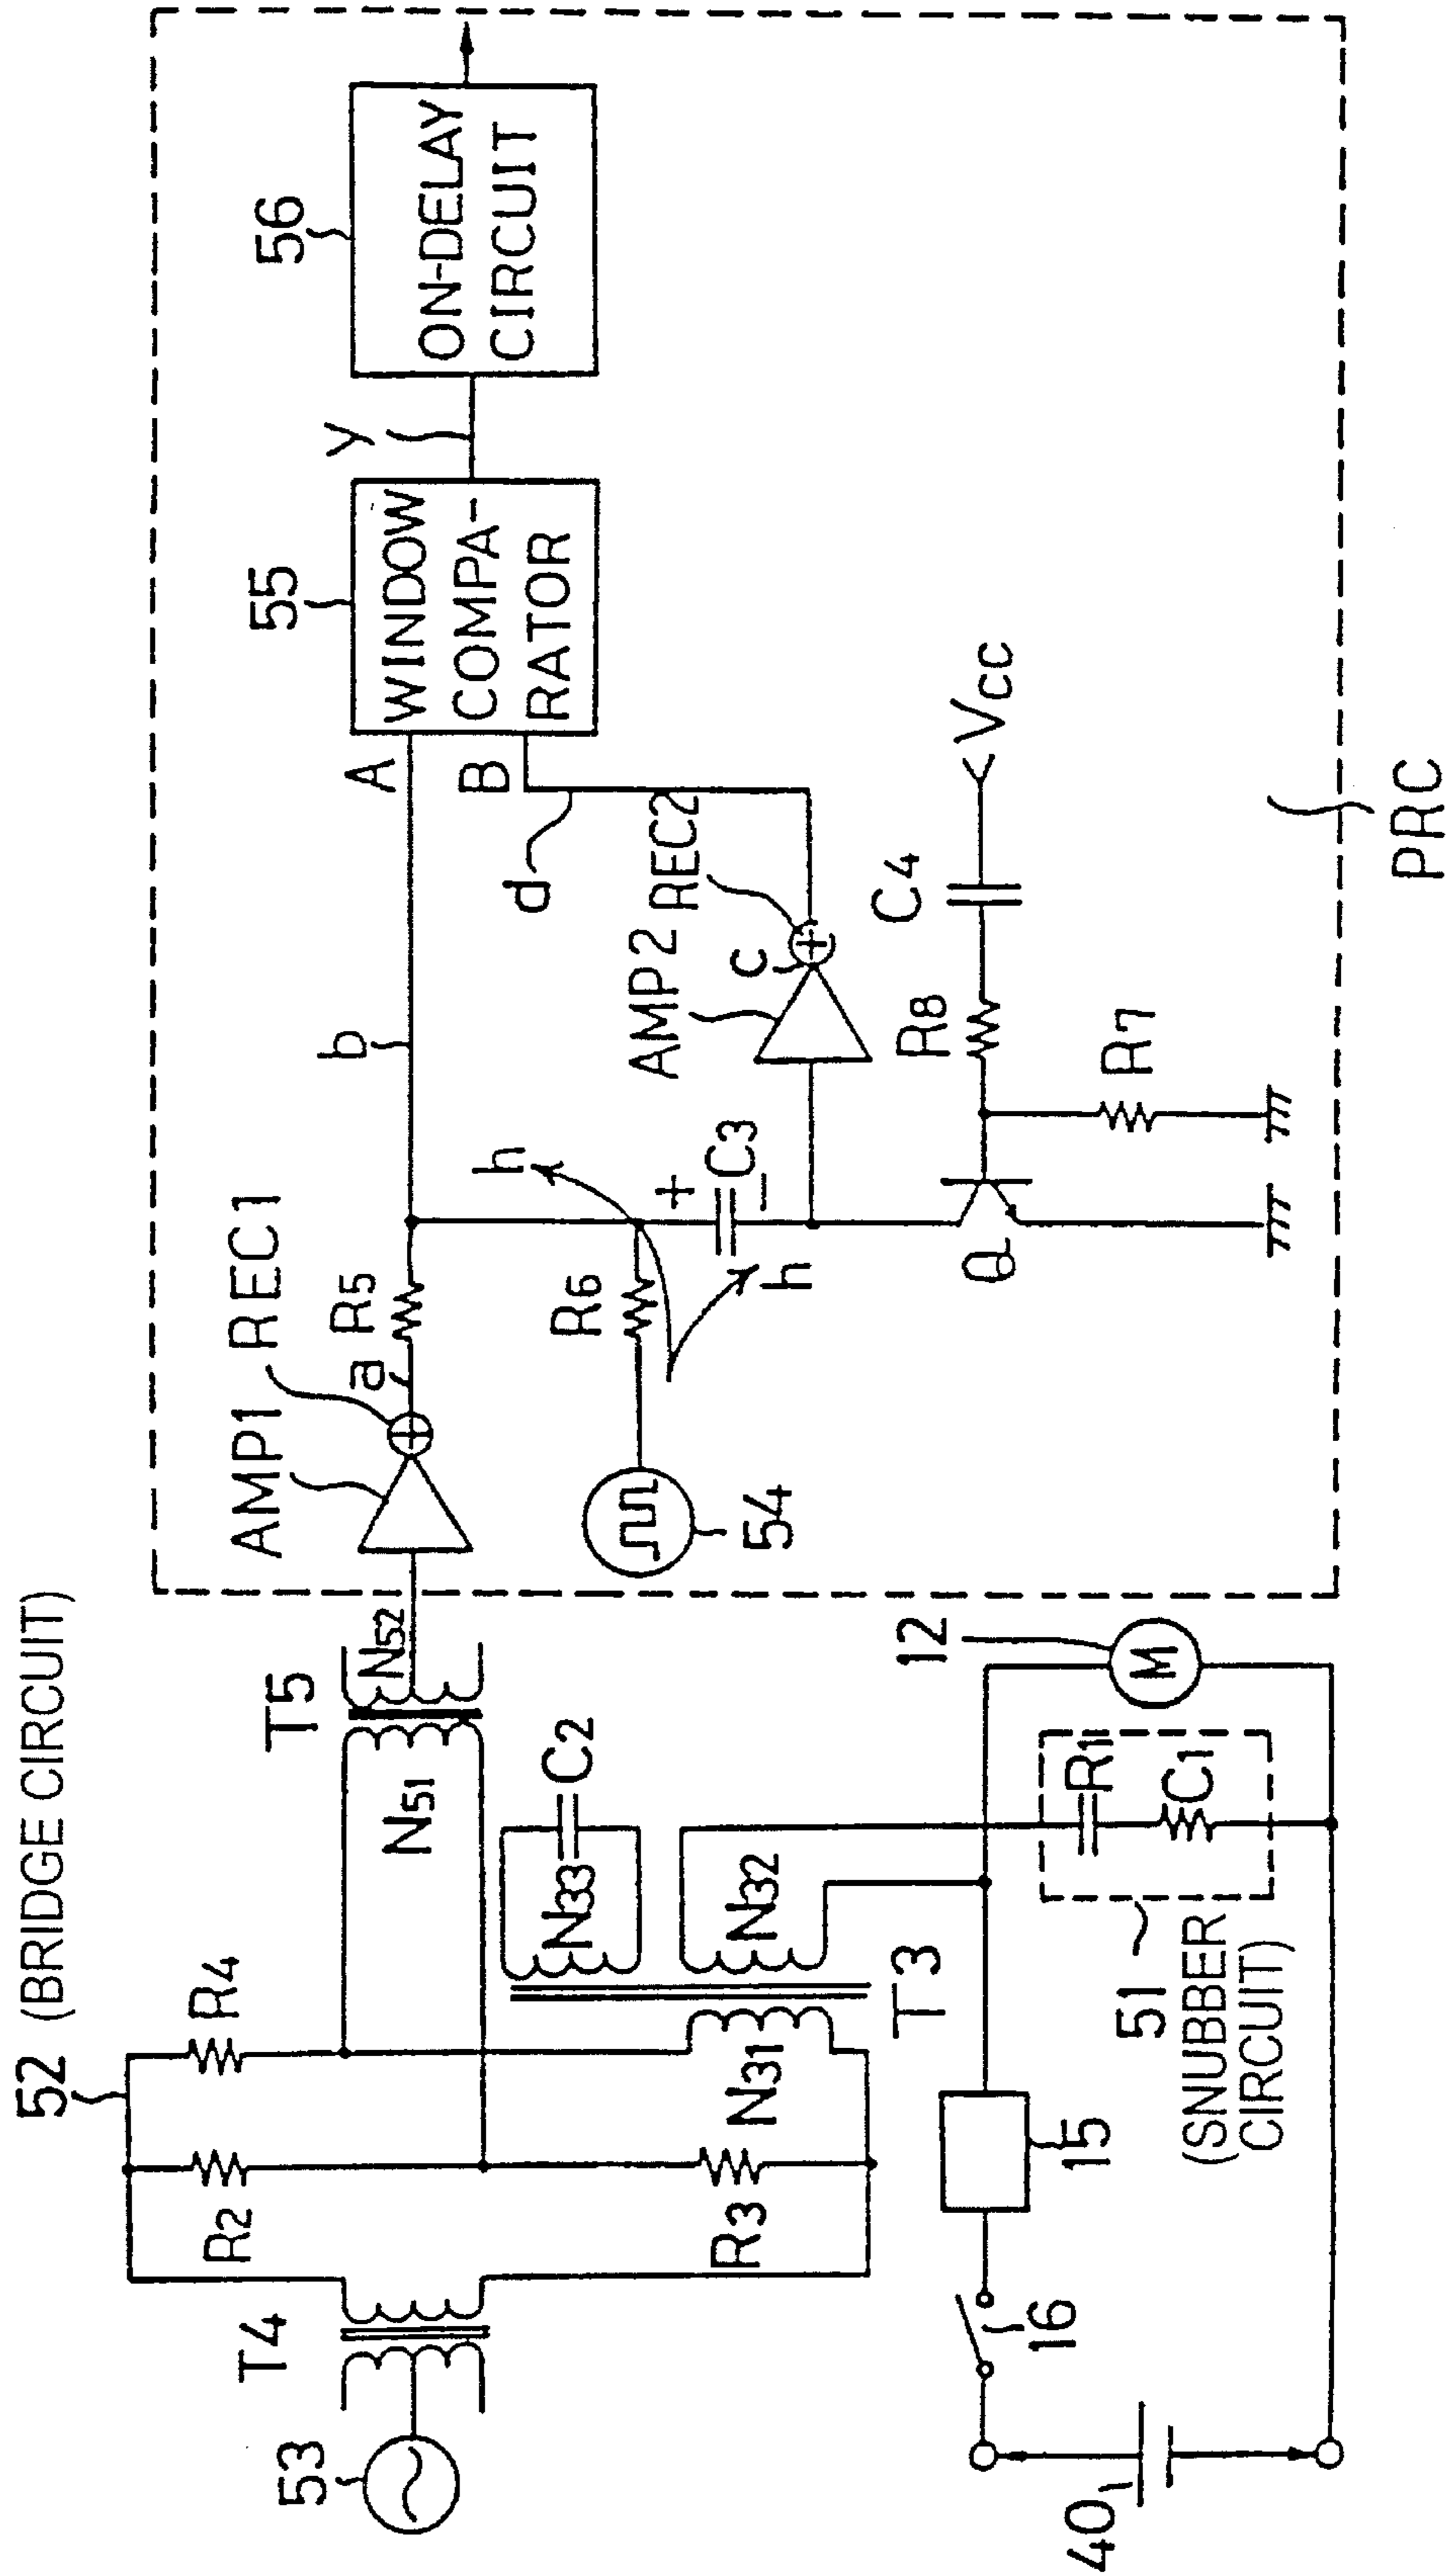 52 (BRIDGE CIRCUIT)
53
T4
R2
R4
R3
N31
T5
N51
N52
N33
C2
N32
T3
40
16
15
51
(SNUBBER
CIRCUIT)
R1
C1
12
M
AMP1
REC1
a
R5
b
54
R6
h
h
+
C3
−
AMP2
c
REC2
d
Q
R7
R8
C4
Vcc
A
B
55
WINDOW
COMPA-
RATOR
y
56
ON-DELAY
CIRCUIT
PRC